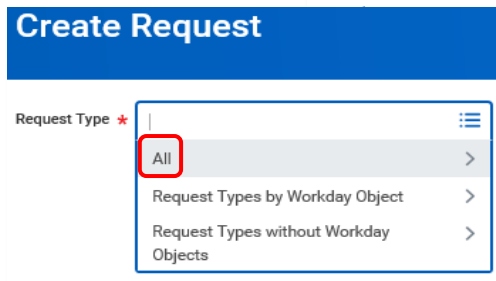 Create Request
Request Type *
All
Request Types by Workday Object
Request Types without Workday
Objects